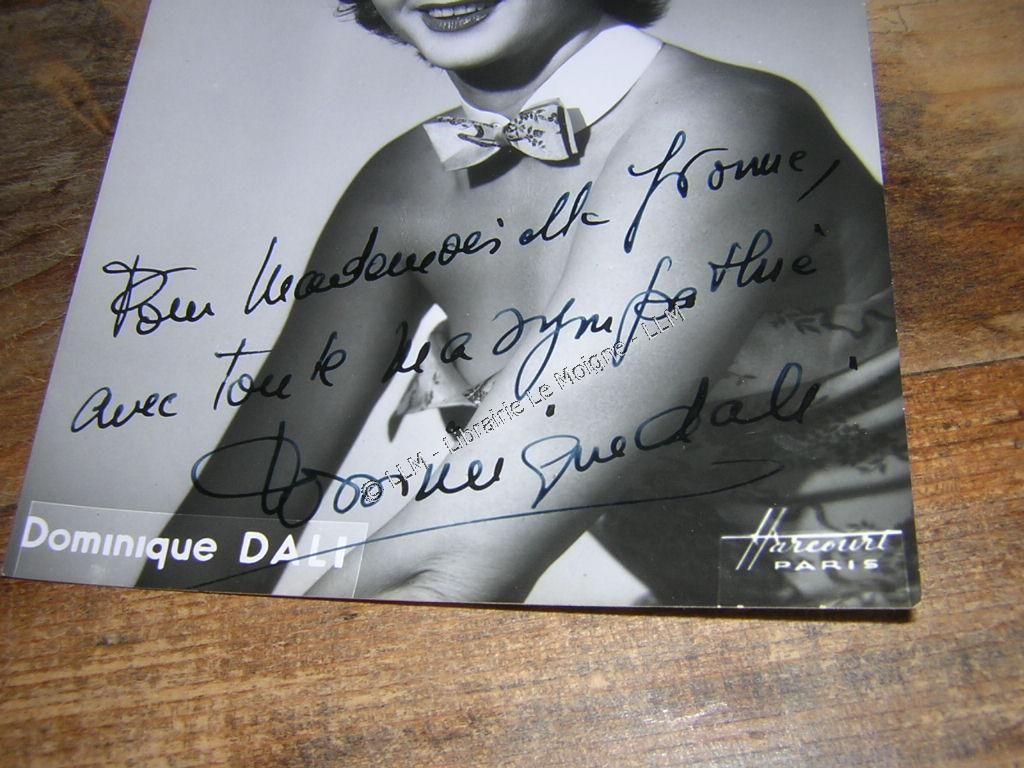 Pour Mademoiselle Yvonne,
avec toute ma sympathie
Dominique Dali
© LLM - Librairie Le Moigne - LLM
Dominique DALI
Harcourt
PARIS